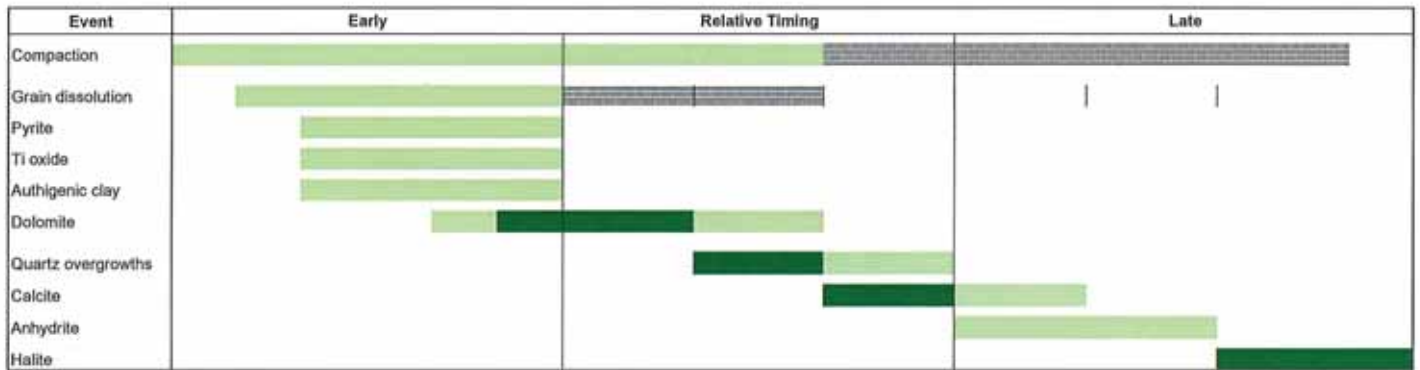 Event Early Relative Timing Late
Compaction
Grain dissolution
Pyrite
Ti oxide
Authigenic clay
Dolomite
Quartz overgrowths
Calcite
Anhydrite
Halite